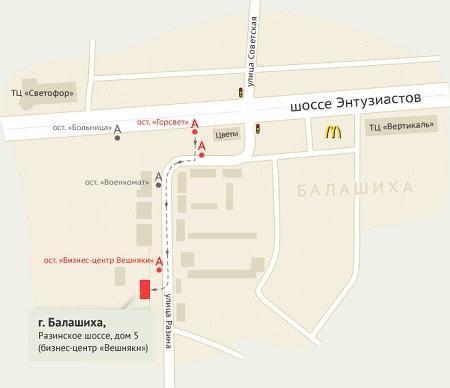 улица Советская
ТЦ «Светофор»
шоссе Энтузиастов
ост. «Больница»
А
ост. «Горсвет»
А
Цветы
ТЦ «Вертикаль»
А
ост. «Военкомат»
А
БАЛАШИХА
ост. «Бизнес-центр Вешняки»
А
улица Разина
г. Балашиха,
Разинское шоссе, дом 5
(бизнес-центр «Вешняки»)